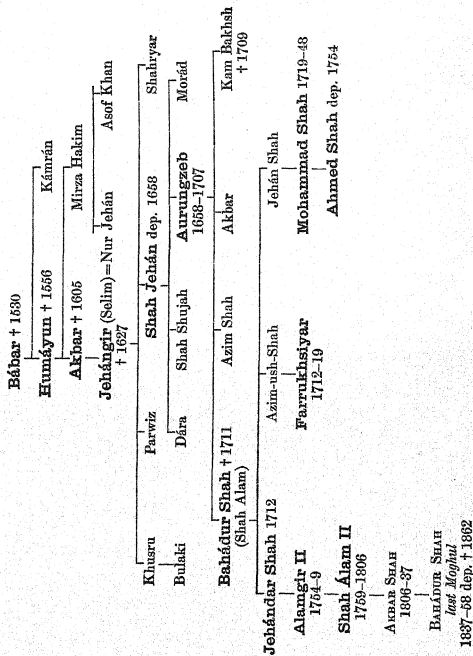 Bábar † 1530
Humáyun † 1556 Kámrán
Akbar † 1605 Mirza Hakim
Jehángir (Selim)=Nur Jehán Asof Khan
† 1627
Khusru Parwiz Shah Jehán dep. 1658 Shahryar
Bulaki Dára Shah Shujah Aurungzeb Morád
1658–1707
Bahádur Shah † 1711 Azim Shah Akbar Kam Bakhsh
(Shah Alam) † 1709
Jehándar Shah 1712 Azim-ush-Shah Jehán Shah
Alamgir II Farrukhsiyar Mohammad Shah 1719–48
1754–9 1712–19
Shah Álam II Ahmed Shah dep. 1754
1759–1806
Akbar Shah
1806–37
Bahádur Shah
last Moghul
1837–58 dep. † 1862